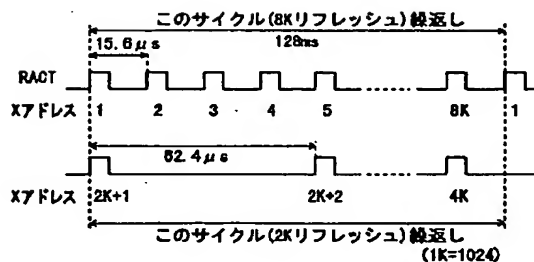 このサイクル(8Kリフレッシュ)繰返し
128ms
15.6μs
RACT
Xアドレス 1 2 3 4 5 8K 1
62.4μs
Xアドレス 2K+1 2K+2 4K
このサイクル(2Kリフレッシュ)繰返し
(1K=1024)